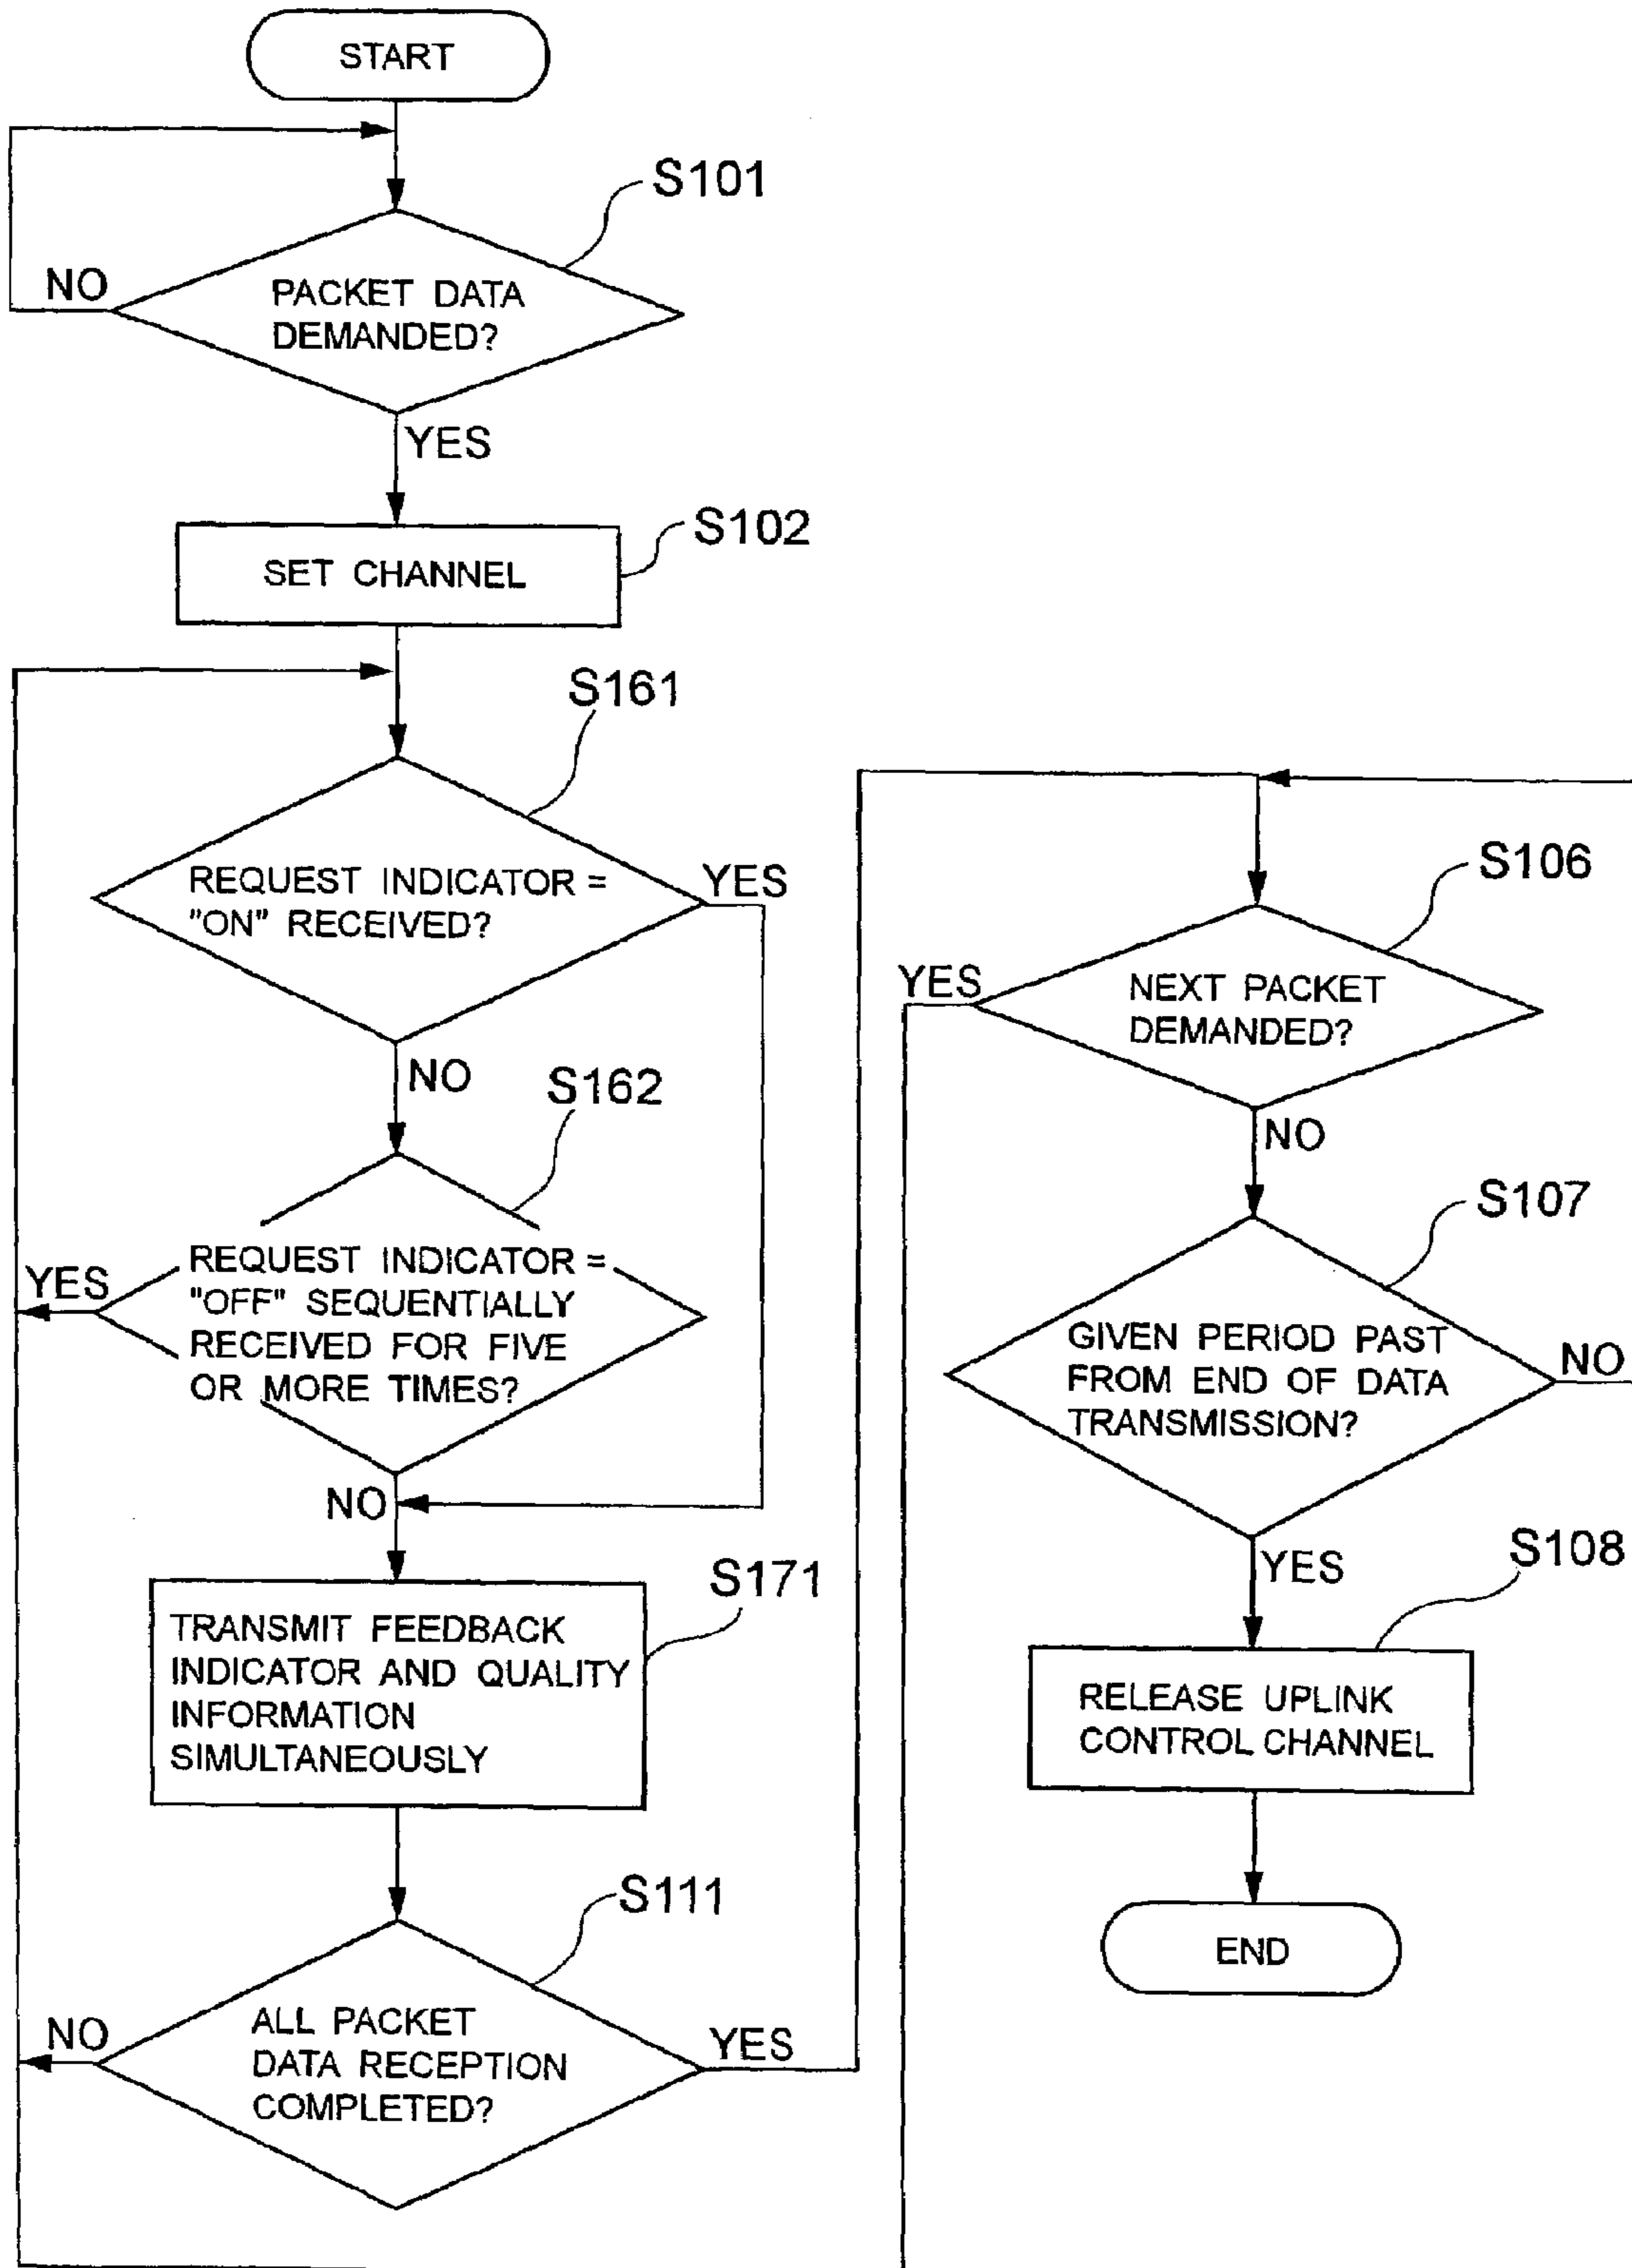 START
S101
NO
PACKET DATA
DEMANDED?
YES
S102
SET CHANNEL
S161
REQUEST INDICATOR =
"ON" RECEIVED?
YES
NO
S162
REQUEST INDICATOR =
"OFF" SEQUENTIALLY
RECEIVED FOR FIVE
OR MORE TIMES?
YES
NO
S171
TRANSMIT FEEDBACK
INDICATOR AND QUALITY
INFORMATION
SIMULTANEOUSLY
S111
NO
ALL PACKET
DATA RECEPTION
COMPLETED?
YES
S106
YES
NEXT PACKET
DEMANDED?
NO
S107
GIVEN PERIOD PAST
FROM END OF DATA
TRANSMISSION?
NO
YES
S108
RELEASE UPLINK
CONTROL CHANNEL
END